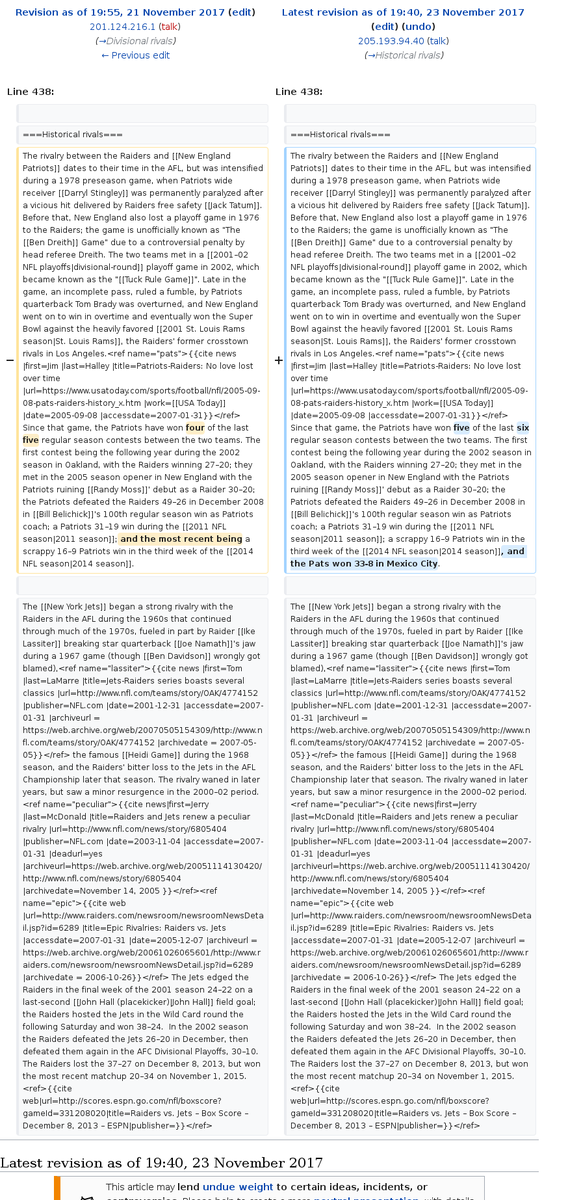 Revision as of 19:55, 21 November 2017 (edit)
201.124.216.1 (talk)
(→Divisional rivals)
← Previous edit
Latest revision as of 19:40, 23 November 2017
(edit) (undo)
205.193.94.40 (talk)
(→Historical rivals)
Line 438:
===Historical rivals===
−
The rivalry between the Raiders and [[New England
Patriots]] dates to their time in the AFL, but was intensified
during a 1978 preseason game, when Patriots wide
receiver [[Darryl Stingley]] was permanently paralyzed after
a vicious hit delivered by Raiders free safety [[Jack Tatum]].
Before that, New England also lost a playoff game in 1976
to the Raiders; the game is unofficially known as "The
[[Ben Dreith]] Game" due to a controversial penalty by
head referee Dreith. The two teams met in a [[2001–02
NFL playoffs|divisional-round]] playoff game in 2002, which
became known as the "[[Tuck Rule Game]]". Late in the
game, an incomplete pass, ruled a fumble, by Patriots
quarterback Tom Brady was overturned, and New England
went on to win in overtime and eventually won the Super
Bowl against the heavily favored [[2001 St. Louis Rams
season|St. Louis Rams]], the Raiders' former crosstown
rivals in Los Angeles.<ref name="pats">{{cite news
|first=Jim |last=Halley |title=Patriots-Raiders: No love lost
over time
|url=https://www.usatoday.com/sports/football/nfl/2005-09-
08-pats-raiders-history_x.htm |work=[[USA Today]]
|date=2005-09-08 |accessdate=2007-01-31}}</ref>
Since that game, the Patriots have won four of the last
five regular season contests between the two teams. The
first contest being the following year during the 2002
season in Oakland, with the Raiders winning 27–20; they
met in the 2005 season opener in New England with the
Patriots ruining [[Randy Moss]]' debut as a Raider 30–20;
the Patriots defeated the Raiders 49–26 in December 2008
in [[Bill Belichick]]'s 100th regular season win as Patriots
coach; a Patriots 31–19 win during the [[2011 NFL
season|2011 season]]; and the most recent being a
scrappy 16–9 Patriots win in the third week of the [[2014
NFL season|2014 season]].
The [[New York Jets]] began a strong rivalry with the
Raiders in the AFL during the 1960s that continued
through much of the 1970s, fueled in part by Raider [[Ike
Lassiter]] breaking star quarterback [[Joe Namath]]'s jaw
during a 1967 game (though [[Ben Davidson]] wrongly got
blamed),<ref name="lassiter">{{cite news |first=Tom
|last=LaMarre |title=Jets-Raiders series boasts several
classics |url=http://www.nfl.com/teams/story/OAK/4774152
|publisher=NFL.com |date=2001-12-31 |accessdate=2007-
01-31 |archiveurl =
https://web.archive.org/web/20070505154309/http://www.n
fl.com/teams/story/OAK/4774152 |archivedate = 2007-05-
05}}</ref> the famous [[Heidi Game]] during the 1968
season, and the Raiders' bitter loss to the Jets in the AFL
Championship later that season. The rivalry waned in later
years, but saw a minor resurgence in the 2000–02 period.
<ref name="peculiar">{{cite news|first=Jerry
|last=McDonald |title=Raiders and Jets renew a peculiar
rivalry |url=http://www.nfl.com/news/story/6805404
|publisher=NFL.com |date=2003-11-04 |accessdate=2007-
01-31 |deadurl=yes
|archiveurl=https://web.archive.org/web/20051114130420/
http://www.nfl.com/news/story/6805404
|archivedate=November 14, 2005 }}</ref><ref
name="epic">{{cite web
|url=http://www.raiders.com/newsroom/newsroomNewsDeta
il.jsp?id=6289 |title=Epic Rivalries: Raiders vs. Jets
|accessdate=2007-01-31 |date=2005-12-07 |archiveurl =
https://web.archive.org/web/20061026065601/http://www.r
aiders.com/newsroom/newsroomNewsDetail.jsp?id=6289
|archivedate = 2006-10-26}}</ref> The Jets edged the
Raiders in the final week of the 2001 season 24–22 on a
last-second [[John Hall (placekicker)|John Hall]] field goal;
the Raiders hosted the Jets in the Wild Card round the
following Saturday and won 38–24.  In the 2002 season
the Raiders defeated the Jets 26–20 in December, then
defeated them again in the AFC Divisional Playoffs, 30–10.
The Raiders lost the 37–27 on December 8, 2013, but won
the most recent matchup 20–34 on November 1, 2015.
<ref>{{cite
web|url=http://scores.espn.go.com/nfl/boxscore?
gameId=331208020|title=Raiders vs. Jets – Box Score –
December 8, 2013 – ESPN|publisher=}}</ref>
Line 438:
===Historical rivals===
+
The rivalry between the Raiders and [[New England
Patriots]] dates to their time in the AFL, but was intensified
during a 1978 preseason game, when Patriots wide
receiver [[Darryl Stingley]] was permanently paralyzed after
a vicious hit delivered by Raiders free safety [[Jack Tatum]].
Before that, New England also lost a playoff game in 1976
to the Raiders; the game is unofficially known as "The
[[Ben Dreith]] Game" due to a controversial penalty by
head referee Dreith. The two teams met in a [[2001–02
NFL playoffs|divisional-round]] playoff game in 2002, which
became known as the "[[Tuck Rule Game]]". Late in the
game, an incomplete pass, ruled a fumble, by Patriots
quarterback Tom Brady was overturned, and New England
went on to win in overtime and eventually won the Super
Bowl against the heavily favored [[2001 St. Louis Rams
season|St. Louis Rams]], the Raiders' former crosstown
rivals in Los Angeles.<ref name="pats">{{cite news
|first=Jim |last=Halley |title=Patriots-Raiders: No love lost
over time
|url=https://www.usatoday.com/sports/football/nfl/2005-09-
08-pats-raiders-history_x.htm |work=[[USA Today]]
|date=2005-09-08 |accessdate=2007-01-31}}</ref>
Since that game, the Patriots have won five of the last six
regular season contests between the two teams. The first
contest being the following year during the 2002 season in
Oakland, with the Raiders winning 27–20; they met in the
2005 season opener in New England with the Patriots
ruining [[Randy Moss]]' debut as a Raider 30–20; the
Patriots defeated the Raiders 49–26 in December 2008 in
[[Bill Belichick]]'s 100th regular season win as Patriots
coach; a Patriots 31–19 win during the [[2011 NFL
season|2011 season]]; a scrappy 16–9 Patriots win in the
third week of the [[2014 NFL season|2014 season]], and
the Pats won 33-8 in Mexico City.
The [[New York Jets]] began a strong rivalry with the
Raiders in the AFL during the 1960s that continued
through much of the 1970s, fueled in part by Raider [[Ike
Lassiter]] breaking star quarterback [[Joe Namath]]'s jaw
during a 1967 game (though [[Ben Davidson]] wrongly got
blamed),<ref name="lassiter">{{cite news |first=Tom
|last=LaMarre |title=Jets-Raiders series boasts several
classics |url=http://www.nfl.com/teams/story/OAK/4774152
|publisher=NFL.com |date=2001-12-31 |accessdate=2007-
01-31 |archiveurl =
https://web.archive.org/web/20070505154309/http://www.n
fl.com/teams/story/OAK/4774152 |archivedate = 2007-05-
05}}</ref> the famous [[Heidi Game]] during the 1968
season, and the Raiders' bitter loss to the Jets in the AFL
Championship later that season. The rivalry waned in later
years, but saw a minor resurgence in the 2000–02 period.
<ref name="peculiar">{{cite news|first=Jerry
|last=McDonald |title=Raiders and Jets renew a peculiar
rivalry |url=http://www.nfl.com/news/story/6805404
|publisher=NFL.com |date=2003-11-04 |accessdate=2007-
01-31 |deadurl=yes
|archiveurl=https://web.archive.org/web/20051114130420/
http://www.nfl.com/news/story/6805404
|archivedate=November 14, 2005 }}</ref><ref
name="epic">{{cite web
|url=http://www.raiders.com/newsroom/newsroomNewsDeta
il.jsp?id=6289 |title=Epic Rivalries: Raiders vs. Jets
|accessdate=2007-01-31 |date=2005-12-07 |archiveurl =
https://web.archive.org/web/20061026065601/http://www.r
aiders.com/newsroom/newsroomNewsDetail.jsp?id=6289
|archivedate = 2006-10-26}}</ref> The Jets edged the
Raiders in the final week of the 2001 season 24–22 on a
last-second [[John Hall (placekicker)|John Hall]] field goal;
the Raiders hosted the Jets in the Wild Card round the
following Saturday and won 38–24.  In the 2002 season
the Raiders defeated the Jets 26–20 in December, then
defeated them again in the AFC Divisional Playoffs, 30–10.
The Raiders lost the 37–27 on December 8, 2013, but won
the most recent matchup 20–34 on November 1, 2015.
<ref>{{cite
web|url=http://scores.espn.go.com/nfl/boxscore?
gameId=331208020|title=Raiders vs. Jets – Box Score –
December 8, 2013 – ESPN|publisher=}}</ref>
Latest revision as of 19:40, 23 November 2017
This article may lend undue weight to certain ideas, incidents, or